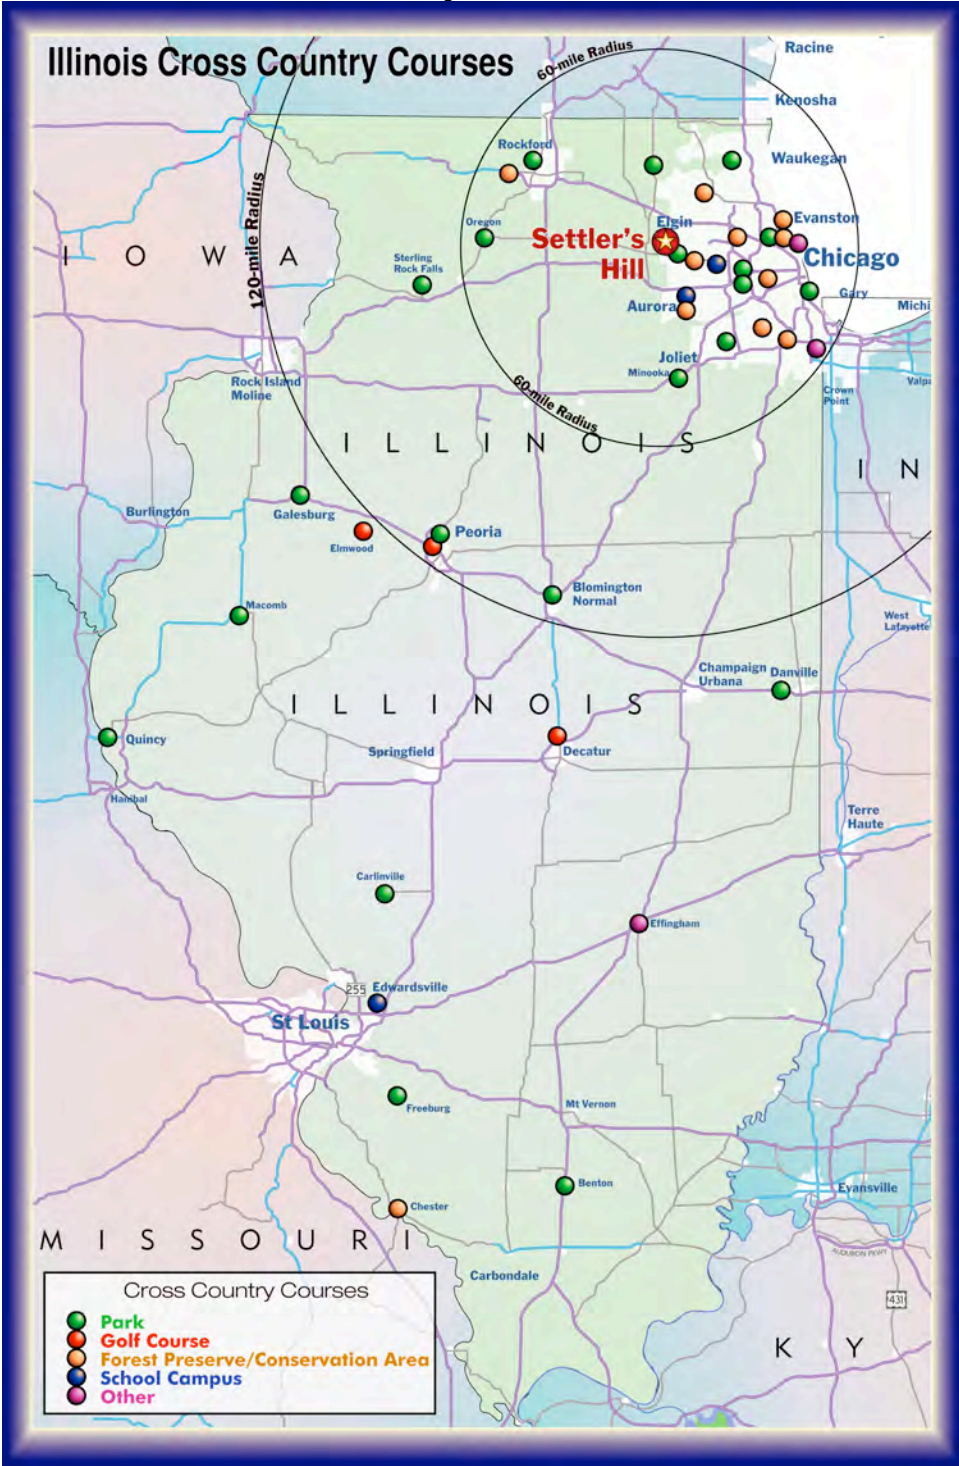 Illinois Cross Country Courses
60-mile Radius
Racine
Kenosha
Rockford
Waukegan
120-mile Radius
Oregon
Elgin
Evanston
Settler's
Hill
Chicago
I O W A
Sterling
Rock Falls
Gary
Aurora
Michi
Joliet
Minooka
Rock Island
Moline
60-mile Radius
Crown
Point
Valpa
I L L I N O I S
I N
Burlington
Galesburg
Elmwood
Peoria
Blomington
Normal
Macomb
West
Lafayette
Champaign
Urbana
Danville
I L L I N O I S
Quincy
Springfield
Decatur
Hanibal
Terre
Haute
Carlinville
Effingham
255
Edwardsville
St Louis
Freeburg
Mt Vernon
Benton
Evansville
Chester
M I S S O U R I
AUDUBON PKWY
Carbondale
431
K Y
Cross Country Courses
Park
Golf Course
Forest Preserve/Conservation Area
School Campus
Other